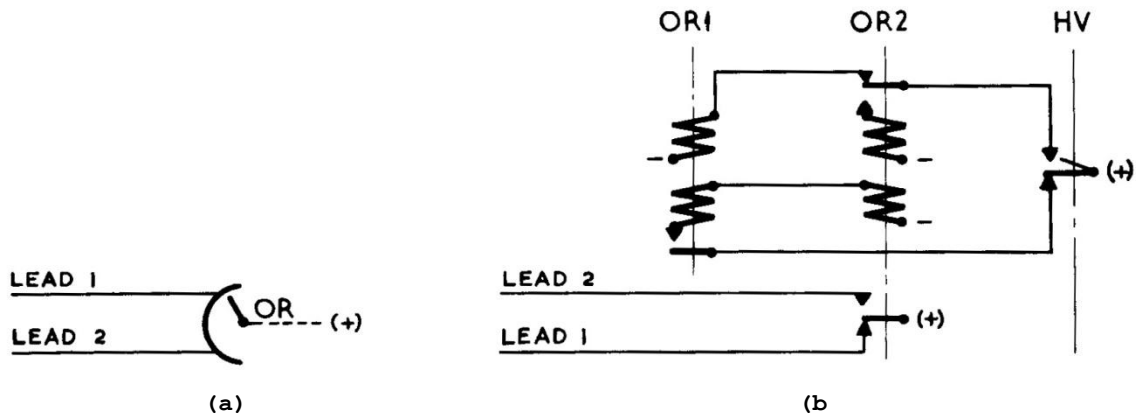 OR1 OR2 HV
- -
(+)
-
LEAD 2
LEAD 1
(+)
LEAD 1
OR
(+)
LEAD 2
(a) (b